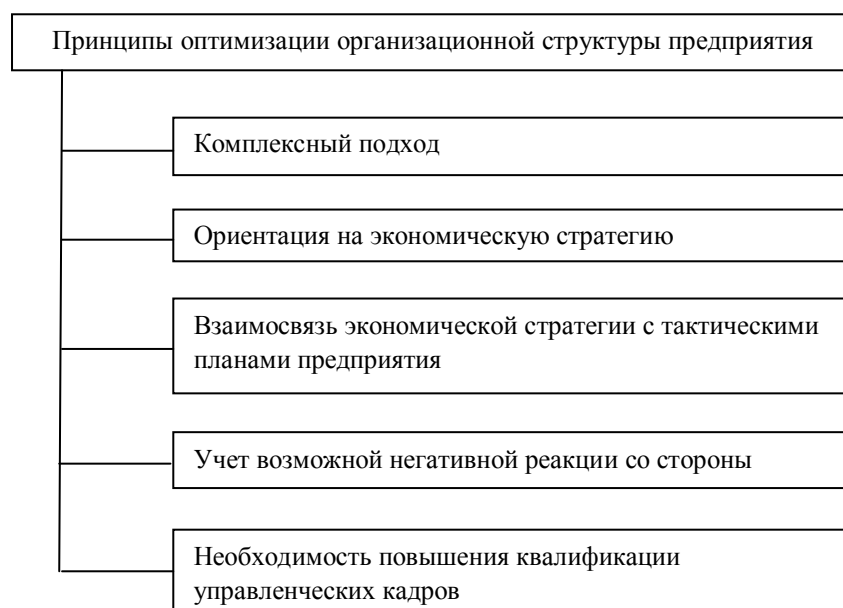 Принципы оптимизации организационной структуры предприятия
Комплексный подход
Ориентация на экономическую стратегию
Взаимосвязь экономической стратегии с тактическими
планами предприятия
Учет возможной негативной реакции со стороны
Необходимость повышения квалификации
управленческих кадров